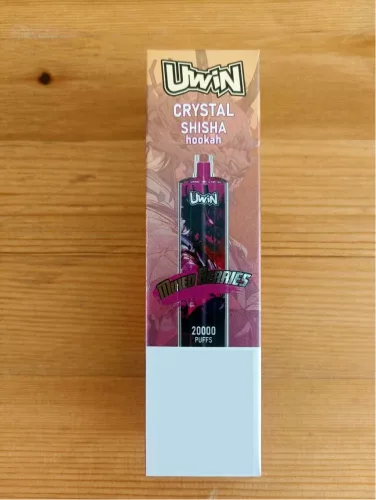 UWIN
CRYSTAL
SHISHA
hookah
UWIN
MIXED BERRIES
20000
PUFFS